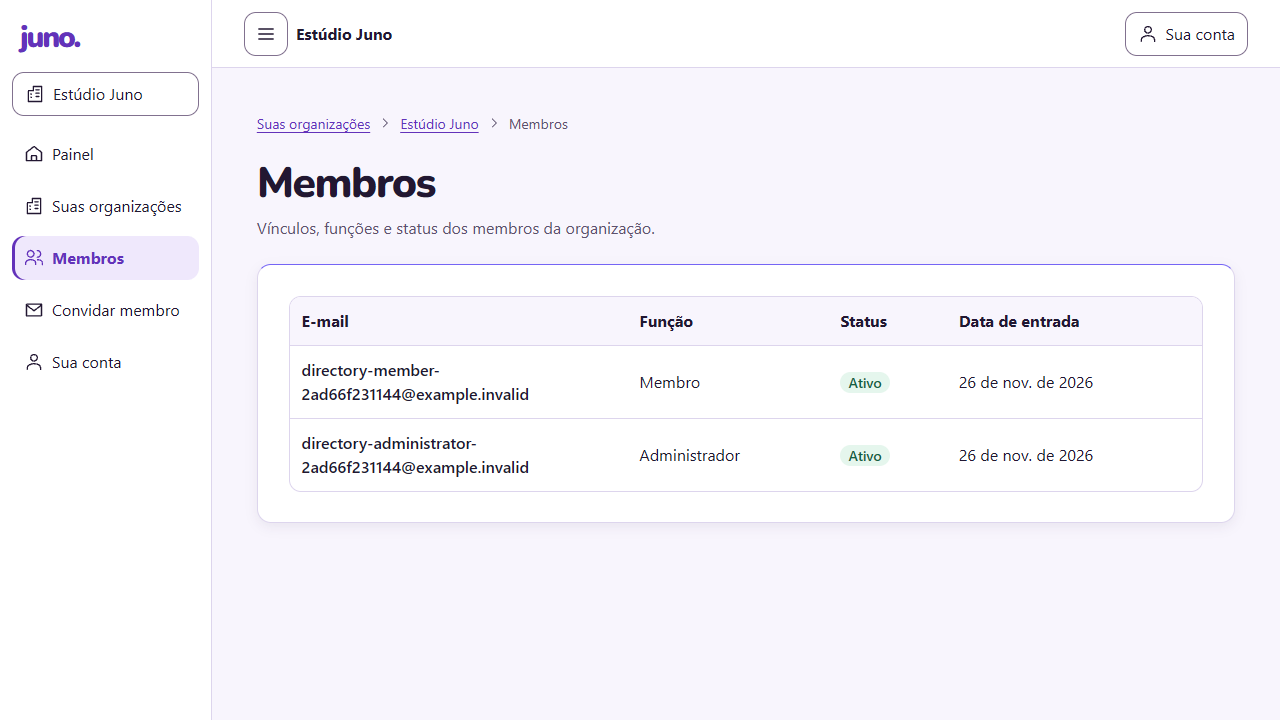 juno.
Estúdio Juno
Painel
Suas organizações
Membros
Convidar membro
Sua conta
Estúdio Juno
Sua conta
Suas organizações > Estúdio Juno > Membros
Membros
Vínculos, funções e status dos membros da organização.
E-mail Função Status Data de entrada
directory-member-
2ad66f231144@example.invalid Membro Ativo 26 de nov. de 2026
directory-administrator-
2ad66f231144@example.invalid Administrador Ativo 26 de nov. de 2026